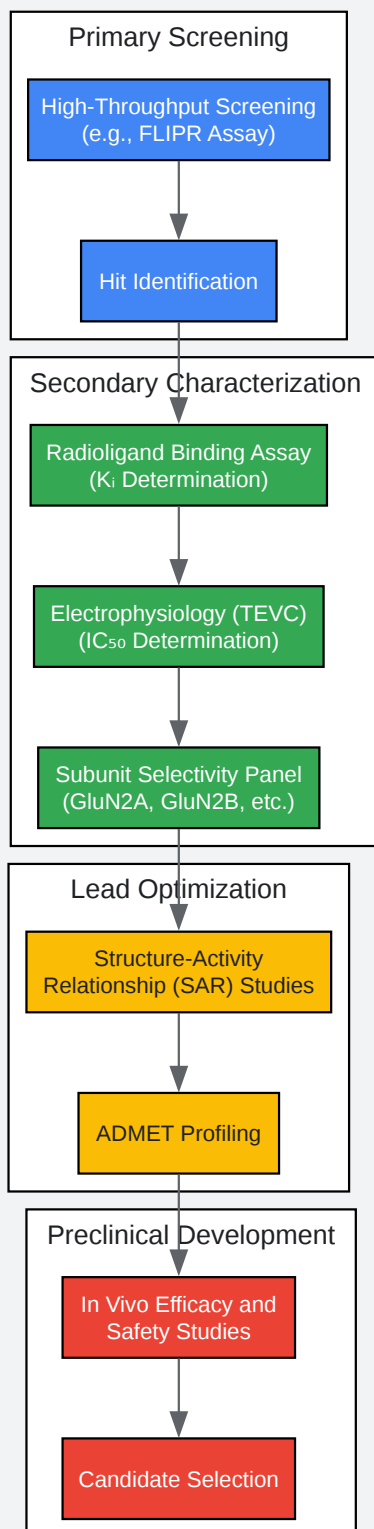 Primary Screening
High-Throughput Screening
(e.g., FLIPR Assay)
Hit Identification
Secondary Characterization
Radioligand Binding Assay
(Kᵢ Determination)
Electrophysiology (TEVC)
(IC₅₀ Determination)
Subunit Selectivity Panel
(GluN2A, GluN2B, etc.)
Lead Optimization
Structure-Activity
Relationship (SAR) Studies
ADMET Profiling
Preclinical Development
In Vivo Efficacy and
Safety Studies
Candidate Selection